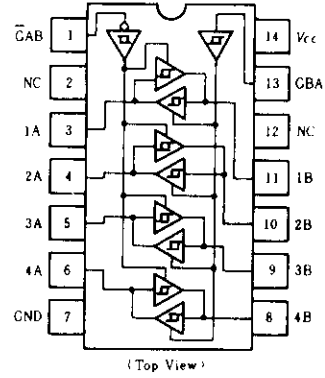 G̅AB 1 14 Vcc
NC 2 13 GBA
1A 3 12 NC
2A 4 11 1B
3A 5 10 2B
4A 6 9 3B
GND 7 8 4B
(Top View)